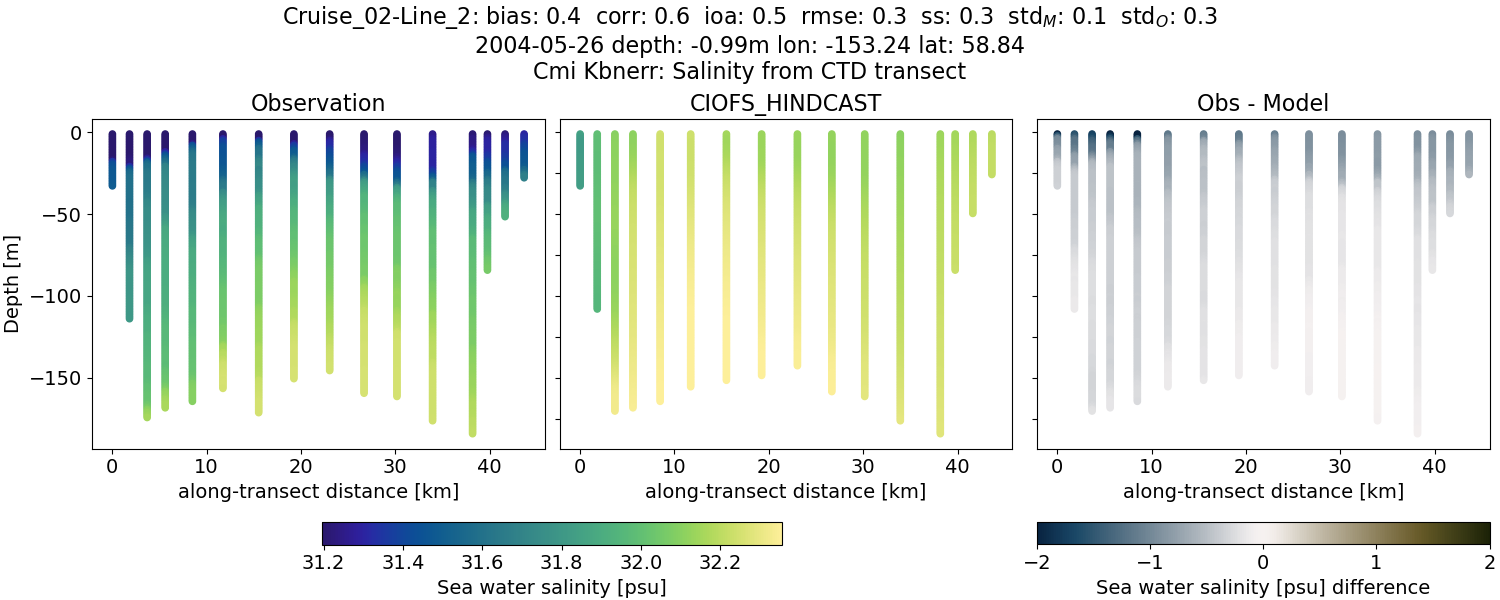 Cruise_02-Line_2: bias: 0.4  corr: 0.6  ioa: 0.5  rmse: 0.3  ss: 0.3  std_M: 0.1  std_O: 0.3
2004-05-26 depth: -0.99m lon: -153.24 lat: 58.84
Cmi Kbnerr: Salinity from CTD transect
Observation
CIOFS_HINDCAST
Obs - Model
Depth [m]
0
−50
−100
−150
0 10 20 30 40
0 10 20 30 40
0 10 20 30 40
along-transect distance [km]
along-transect distance [km]
along-transect distance [km]
31.2 31.4 31.6 31.8 32.0 32.2
Sea water salinity [psu]
−2 −1 0 1 2
Sea water salinity [psu] difference